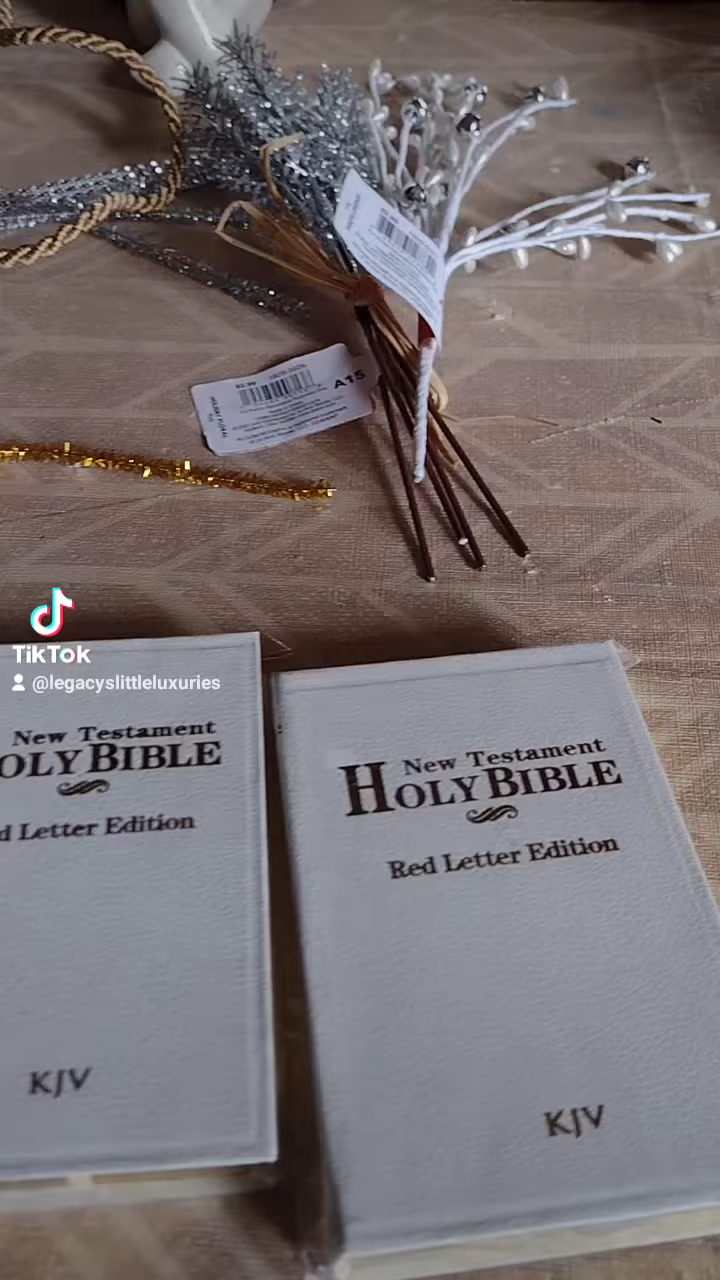 A15
TikTok
@legacyslittleluxuries
New Testament
OLY BIBLE
d Letter Edition
KJV
New Testament
HOLY BIBLE
Red Letter Edition
KJV